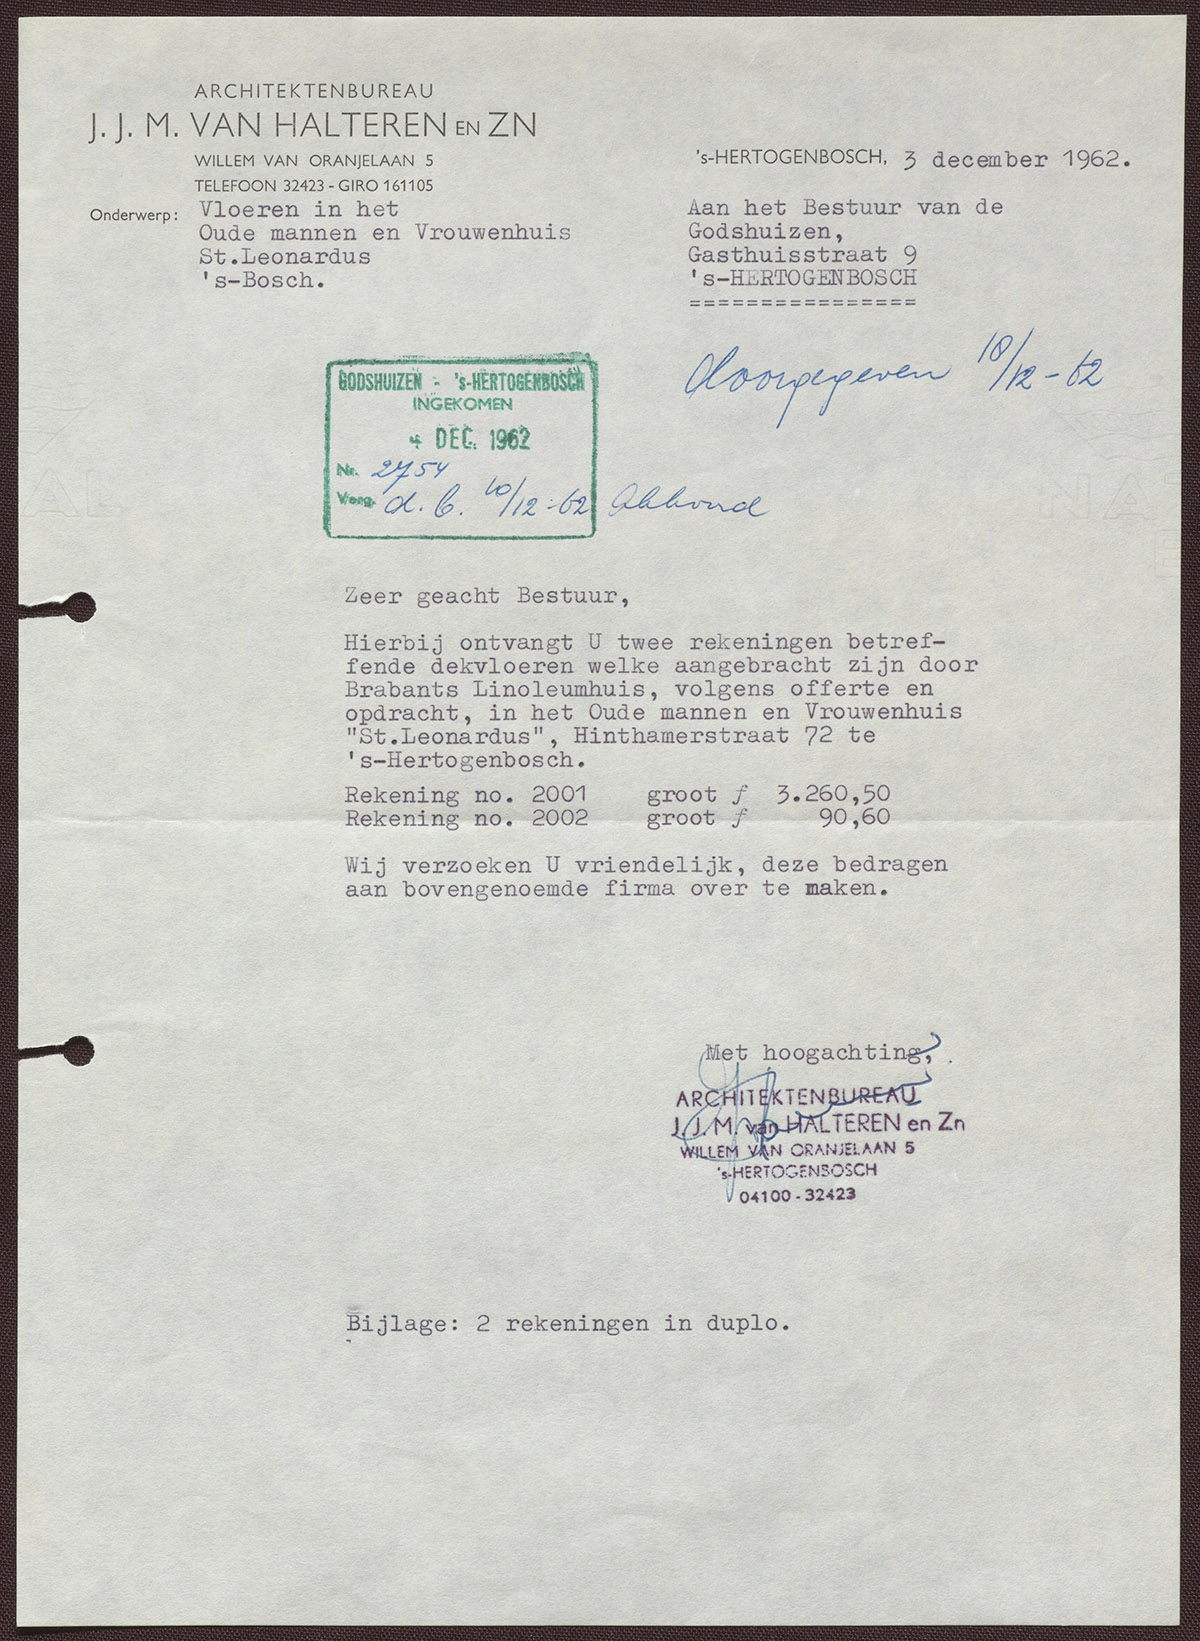 ARCHITEKTENBUREAU
J. J. M. VAN HALTEREN EN ZN
WILLEM VAN ORANJELAAN 5
TELEFOON 32423 - GIRO 161105
's-HERTOGENBOSCH, 3 december 1962.
Onderwerp: Vloeren in het
Oude mannen en Vrouwenhuis
St.Leonardus
's-Bosch.
Aan het Bestuur van de
Godshuizen,
Gasthuisstraat 9
's-HERTOGENBOSCH
================
doorgegeven 10/12-62
GODSHUIZEN - 's-HERTOGENBOSCH
INGEKOMEN
4 DEC. 1962
Nr. 2754
Verg. d. C. 10/12-62 Akkoord
Zeer geacht Bestuur,
Hierbij ontvangt U twee rekeningen betref-
fende dekvloeren welke aangebracht zijn door
Brabants Linoleumhuis, volgens offerte en
opdracht, in het Oude mannen en Vrouwenhuis
"St.Leonardus", Hinthamerstraat 72 te
's-Hertogenbosch.
Rekening no. 2001 groot ƒ 3.260,50
Rekening no. 2002 groot ƒ 90,60
Wij verzoeken U vriendelijk, deze bedragen
aan bovengenoemde firma over te maken.
Met hoogachting,
ARCHITEKTENBUREAU
J. J. M. van HALTEREN en Zn
WILLEM VAN ORANJELAAN 5
's-HERTOGENBOSCH
04100 - 32423
Bijlage: 2 rekeningen in duplo.